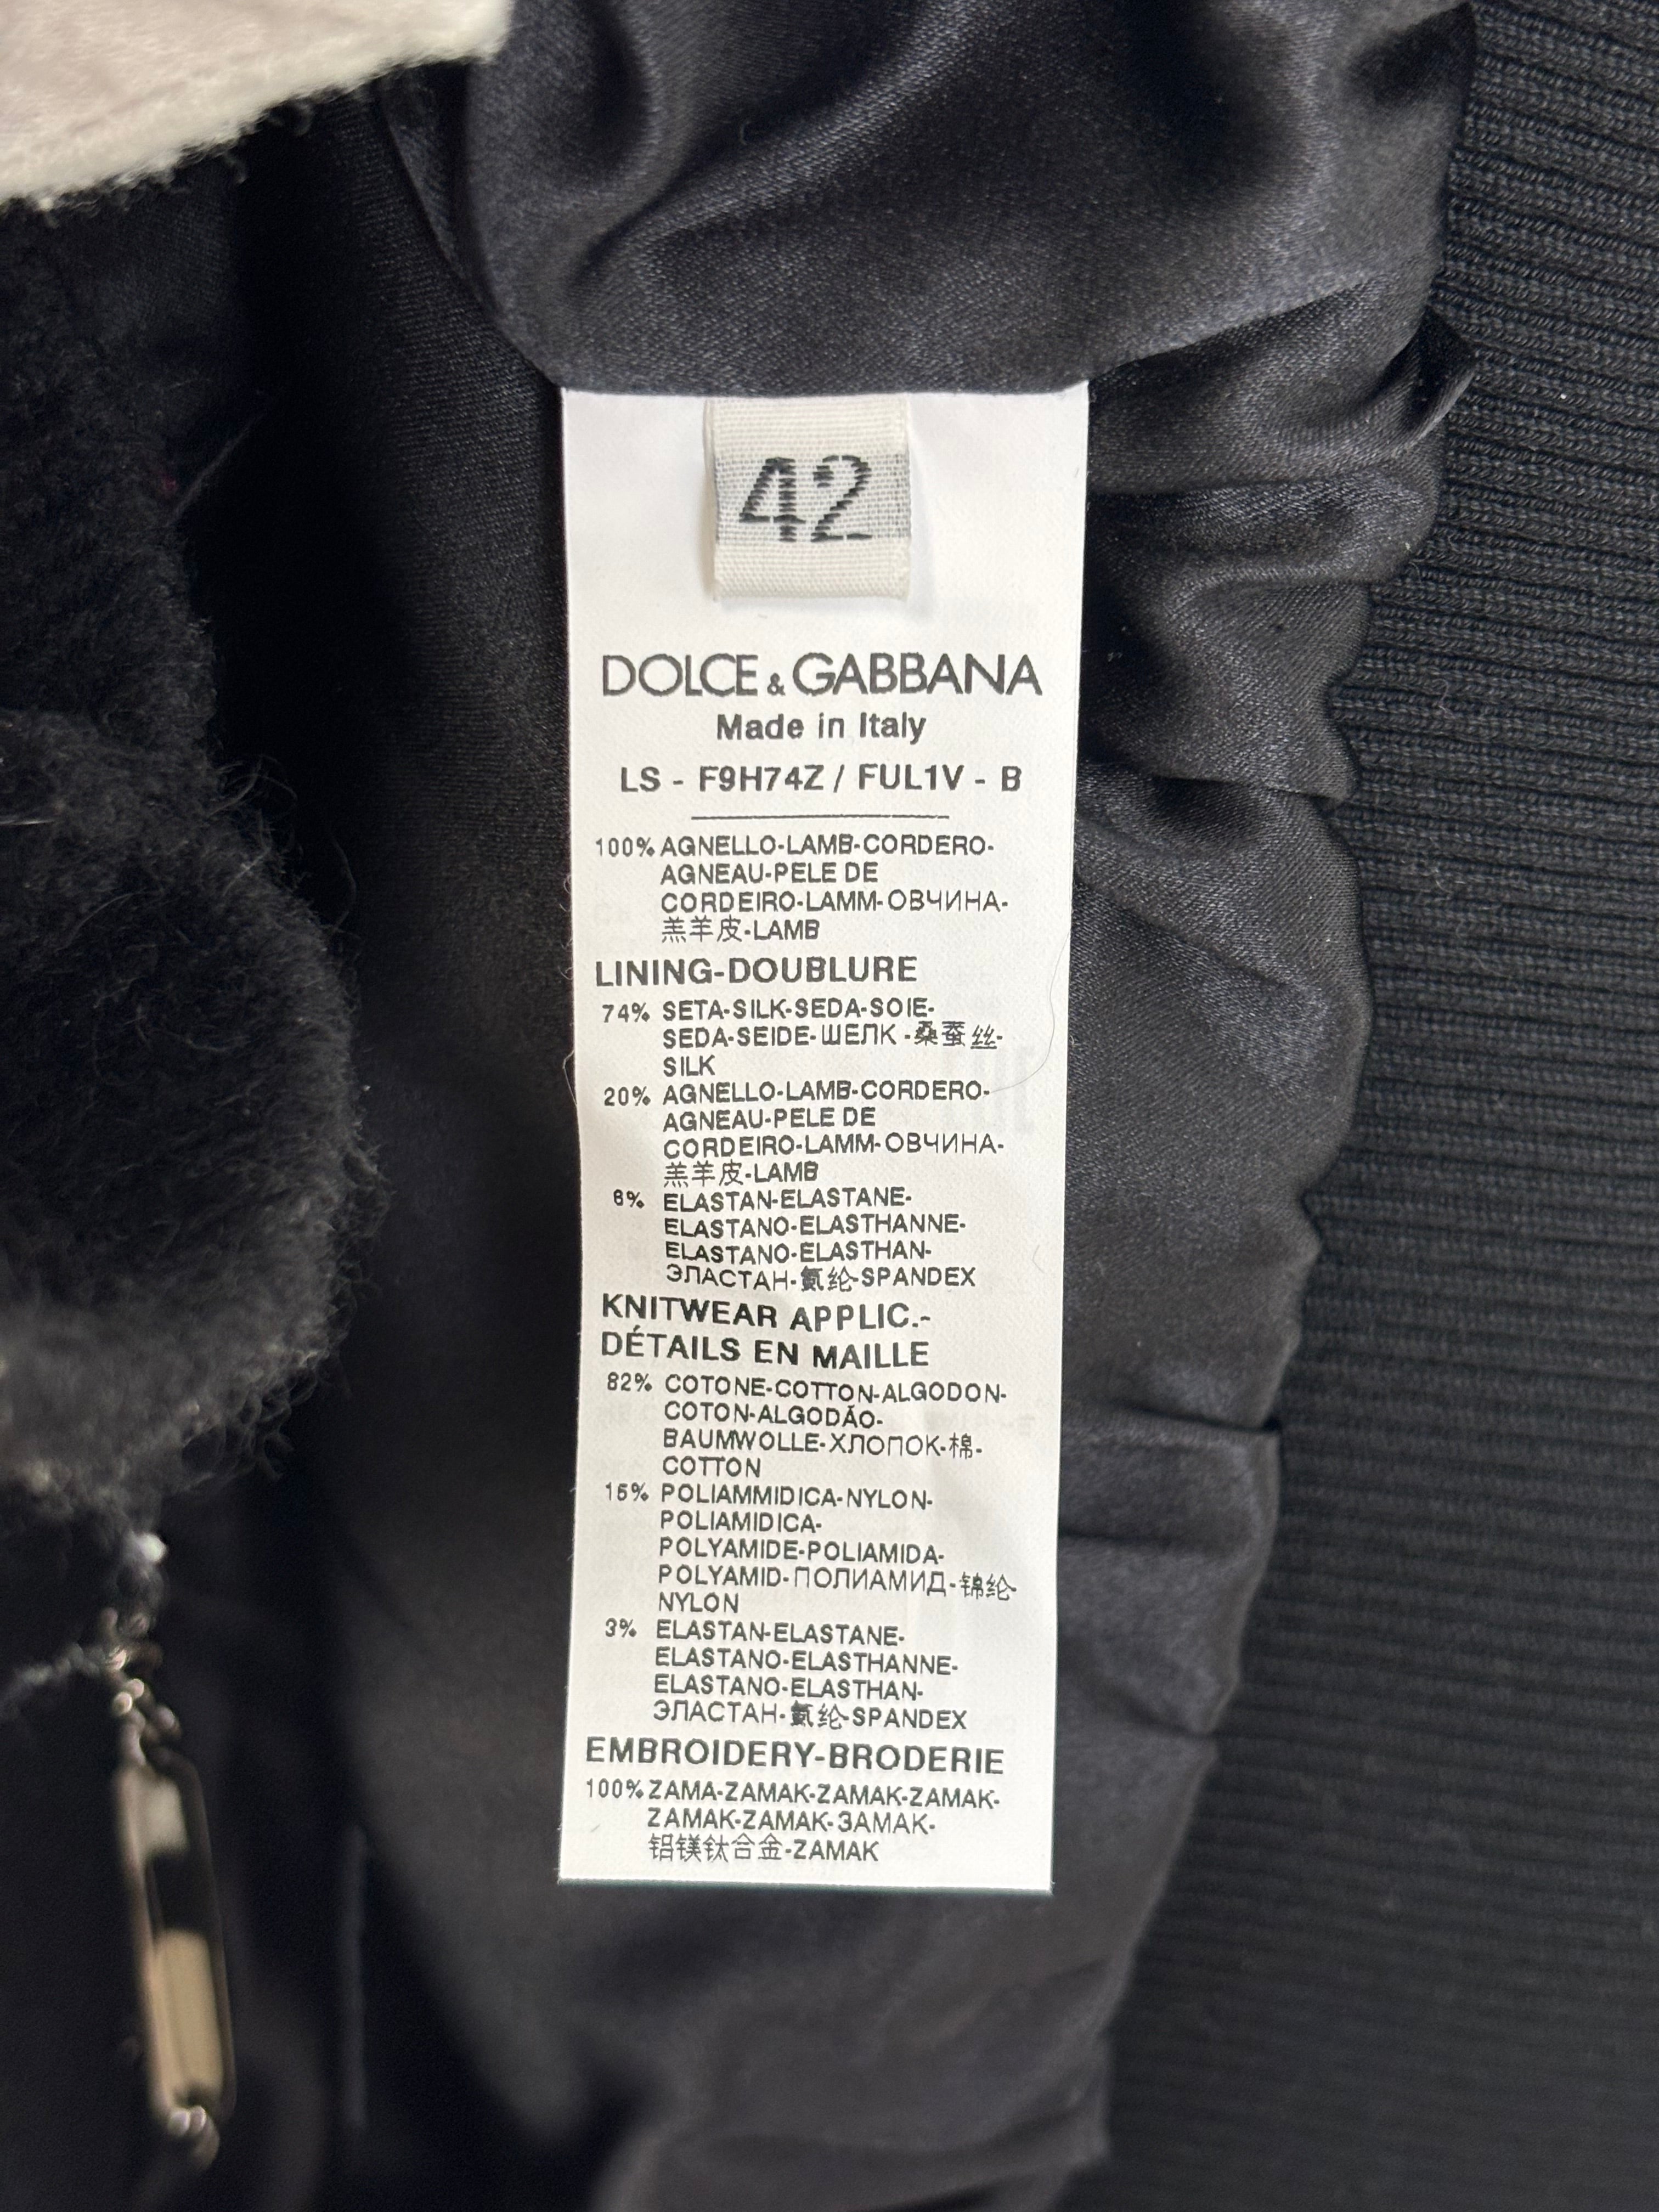 42
DOLCE & GABBANA
Made in Italy
LS - F9H74Z / FUL1V - B
100% AGNELLO-LAMB-CORDERO-
AGNEAU-PELE DE
CORDEIRO-LAMM-ОВЧИНА-
羔羊皮-LAMB
LINING-DOUBLURE
74% SETA-SILK-SEDA-SOIE-
SEDA-SEIDE-ШЕЛК -桑蚕丝-
SILK
20% AGNELLO-LAMB-CORDERO-
AGNEAU-PELE DE
CORDEIRO-LAMM-ОВЧИНА-
羔羊皮-LAMB
6% ELASTAN-ELASTANE-
ELASTANO-ELASTHANNE-
ELASTANO-ELASTHAN-
ЭЛАСТАН-氨纶-SPANDEX
KNITWEAR APPLIC.-
DÉTAILS EN MAILLE
82% COTONE-COTTON-ALGODON-
COTON-ALGODÃO-
BAUMWOLLE-ХЛОПОК-棉-
COTTON
15% POLIAMMIDICA-NYLON-
POLIAMIDICA-
POLYAMIDE-POLIAMIDA-
POLYAMID-ПОЛИАМИД-锦纶-
NYLON
3% ELASTAN-ELASTANE-
ELASTANO-ELASTHANNE-
ELASTANO-ELASTHAN-
ЭЛАСТАН-氨纶-SPANDEX
EMBROIDERY-BRODERIE
100% ZAMA-ZAMAK-ZAMAK-ZAMAK-
ZAMAK-ZAMAK-ЗАМАК-
铝镁钛合金-ZAMAK